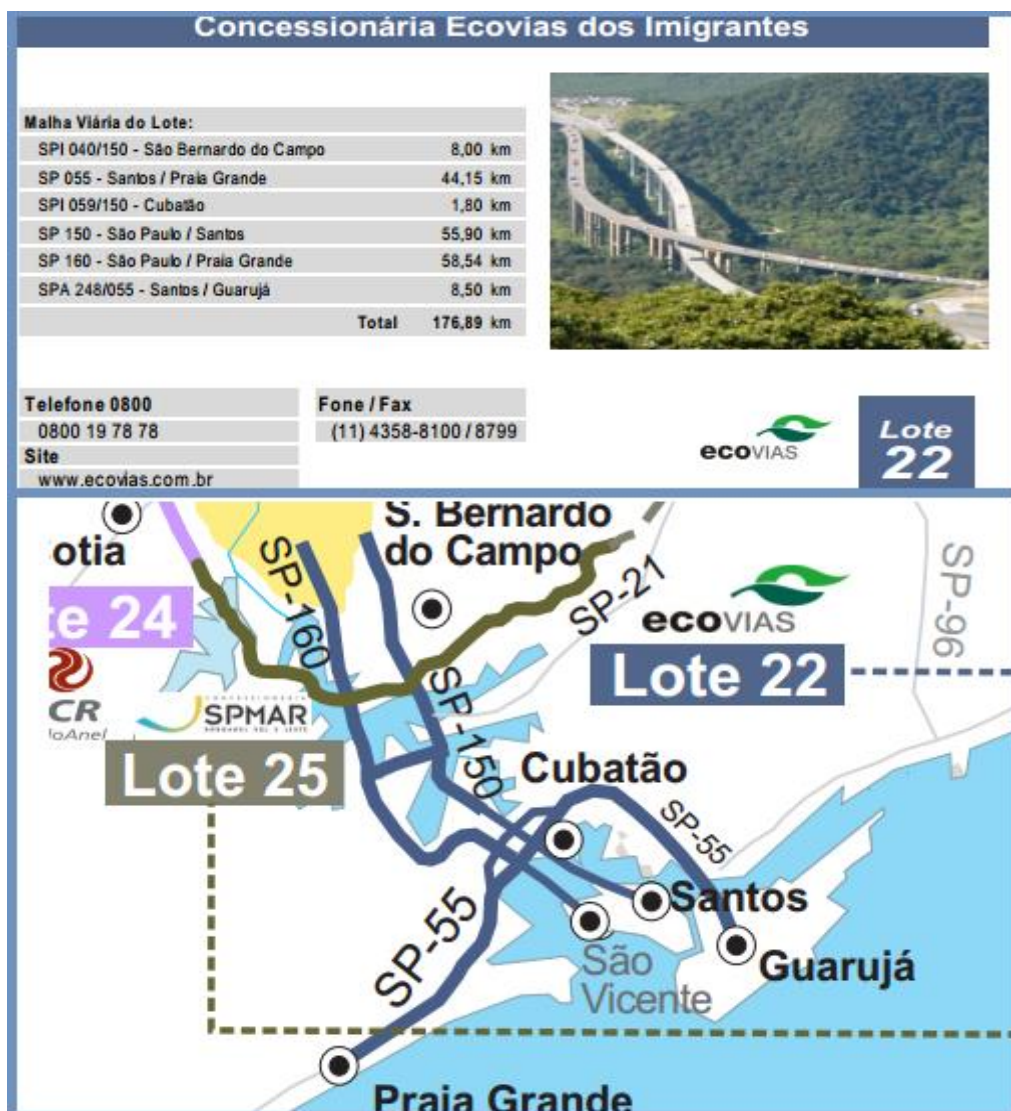 Concessionária Ecovias dos Imigrantes
Malha Viária do Lote:
SPI 040/150 - São Bernardo do Campo 8,00 km
SP 055 - Santos / Praia Grande 44,15 km
SPI 059/150 - Cubatão 1,80 km
SP 150 - São Paulo / Santos 55,90 km
SP 160 - São Paulo / Praia Grande 58,54 km
SPA 248/055 - Santos / Guarujá 8,50 km
Total 176,89 km
Telefone 0800
0800 19 78 78
Site
www.ecovias.com.br
Fone / Fax
(11) 4358-8100 / 8799
ecoVIAS
Lote
22
S. Bernardo
do Campo
otia
SP-160
SP-21
SP-96
te 24
ecoVIAS
Lote 22
CR
doAnel
CONCESSIONÁRIA
SPMAR
SP-150
Lote 25
Cubatão
SP-55
SP-55
Santos
São
Vicente
Guarujá
Praia Grande